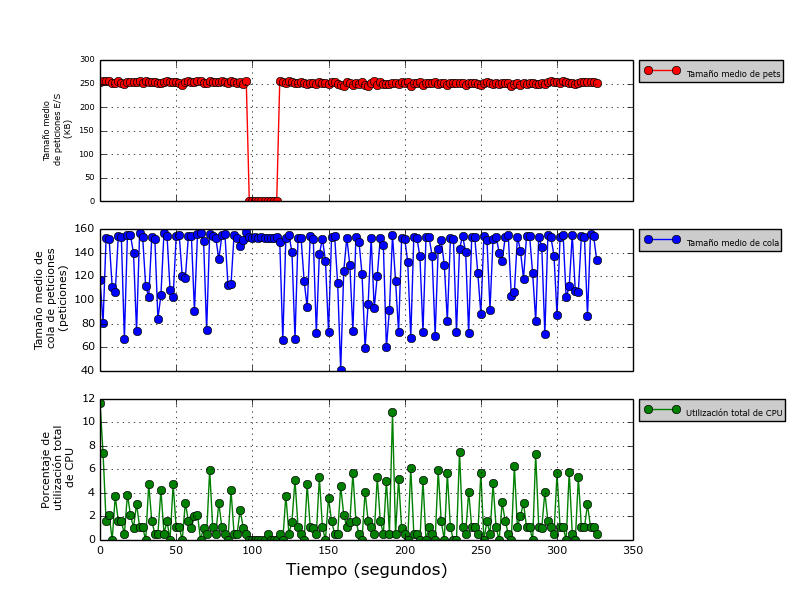 300
250
200
150
100
50
0
Tamaño medio
de peticiones E/S
(KB)
Tamaño medio de pets
160
140
120
100
80
60
40
Tamaño medio de
cola de peticiones
(peticiones)
Tamaño medio de cola
12
10
8
6
4
2
0
Porcentaje de
utilización total
de CPU
Utilización total de CPU
0 50 100 150 200 250 300 350
Tiempo (segundos)